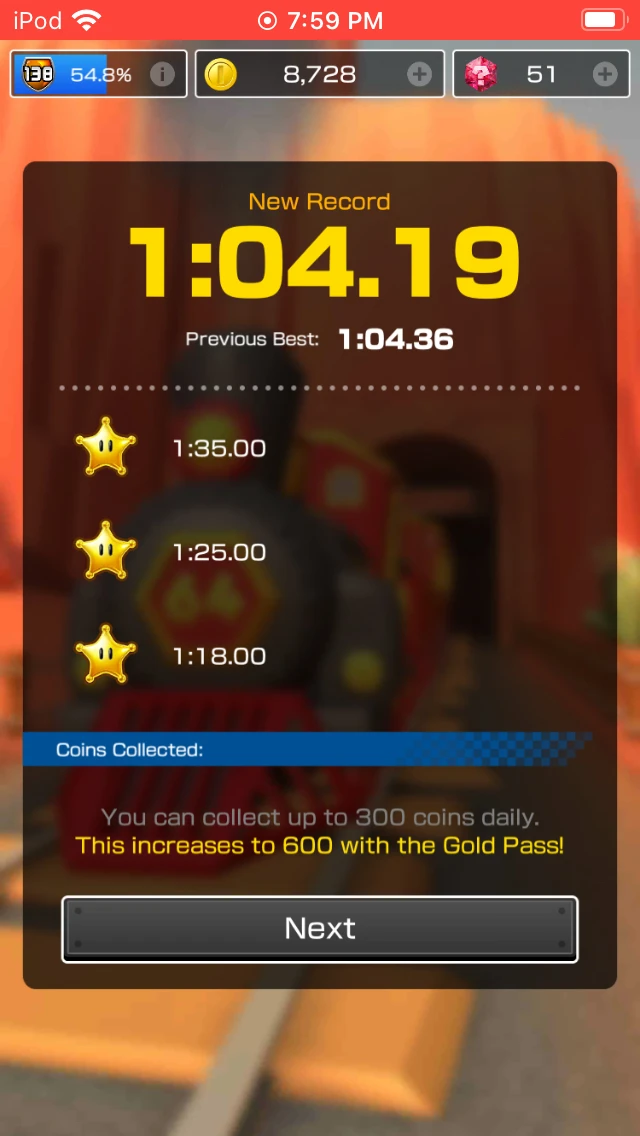 iPod 7:59 PM
138 54.8% i 8,728 + ? 51 +
New Record
1:04.19
Previous Best: 1:04.36
1:35.00
1:25.00
64
1:18.00
Coins Collected:
You can collect up to 300 coins daily.
This increases to 600 with the Gold Pass!
Next